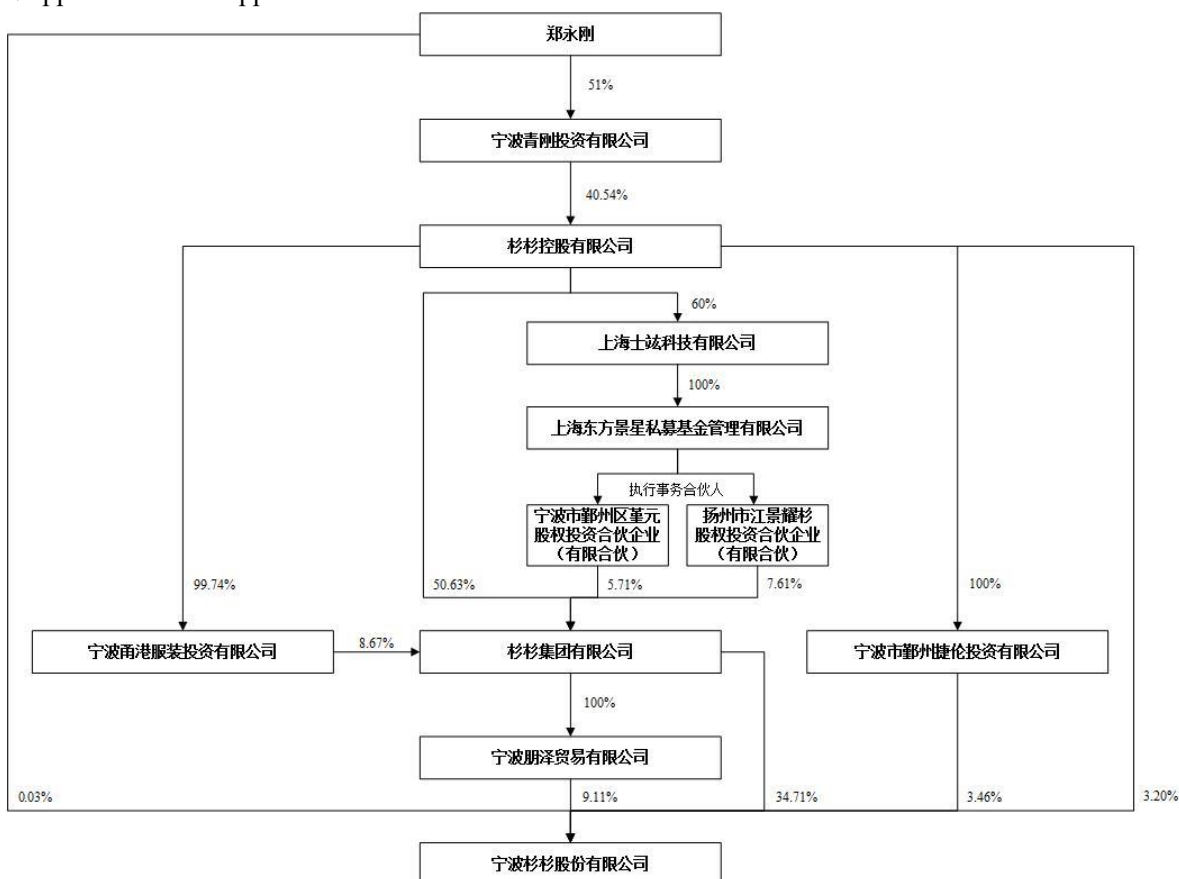 郑永刚
51%
宁波青刚投资有限公司
40.54%
杉杉控股有限公司
60%
上海士竑科技有限公司
100%
上海东方景星私募基金管理有限公司
执行事务合伙人
宁波市鄞州区堇元
股权投资合伙企业
（有限合伙）
扬州市江景耀杉
股权投资合伙企业
（有限合伙）
99.74%
50.63%
5.71%
7.61%
100%
宁波甬港服装投资有限公司
8.67%
杉杉集团有限公司
宁波市鄞州捷伦投资有限公司
100%
宁波朋泽贸易有限公司
0.03%
9.11%
34.71%
3.46%
3.20%
宁波杉杉股份有限公司